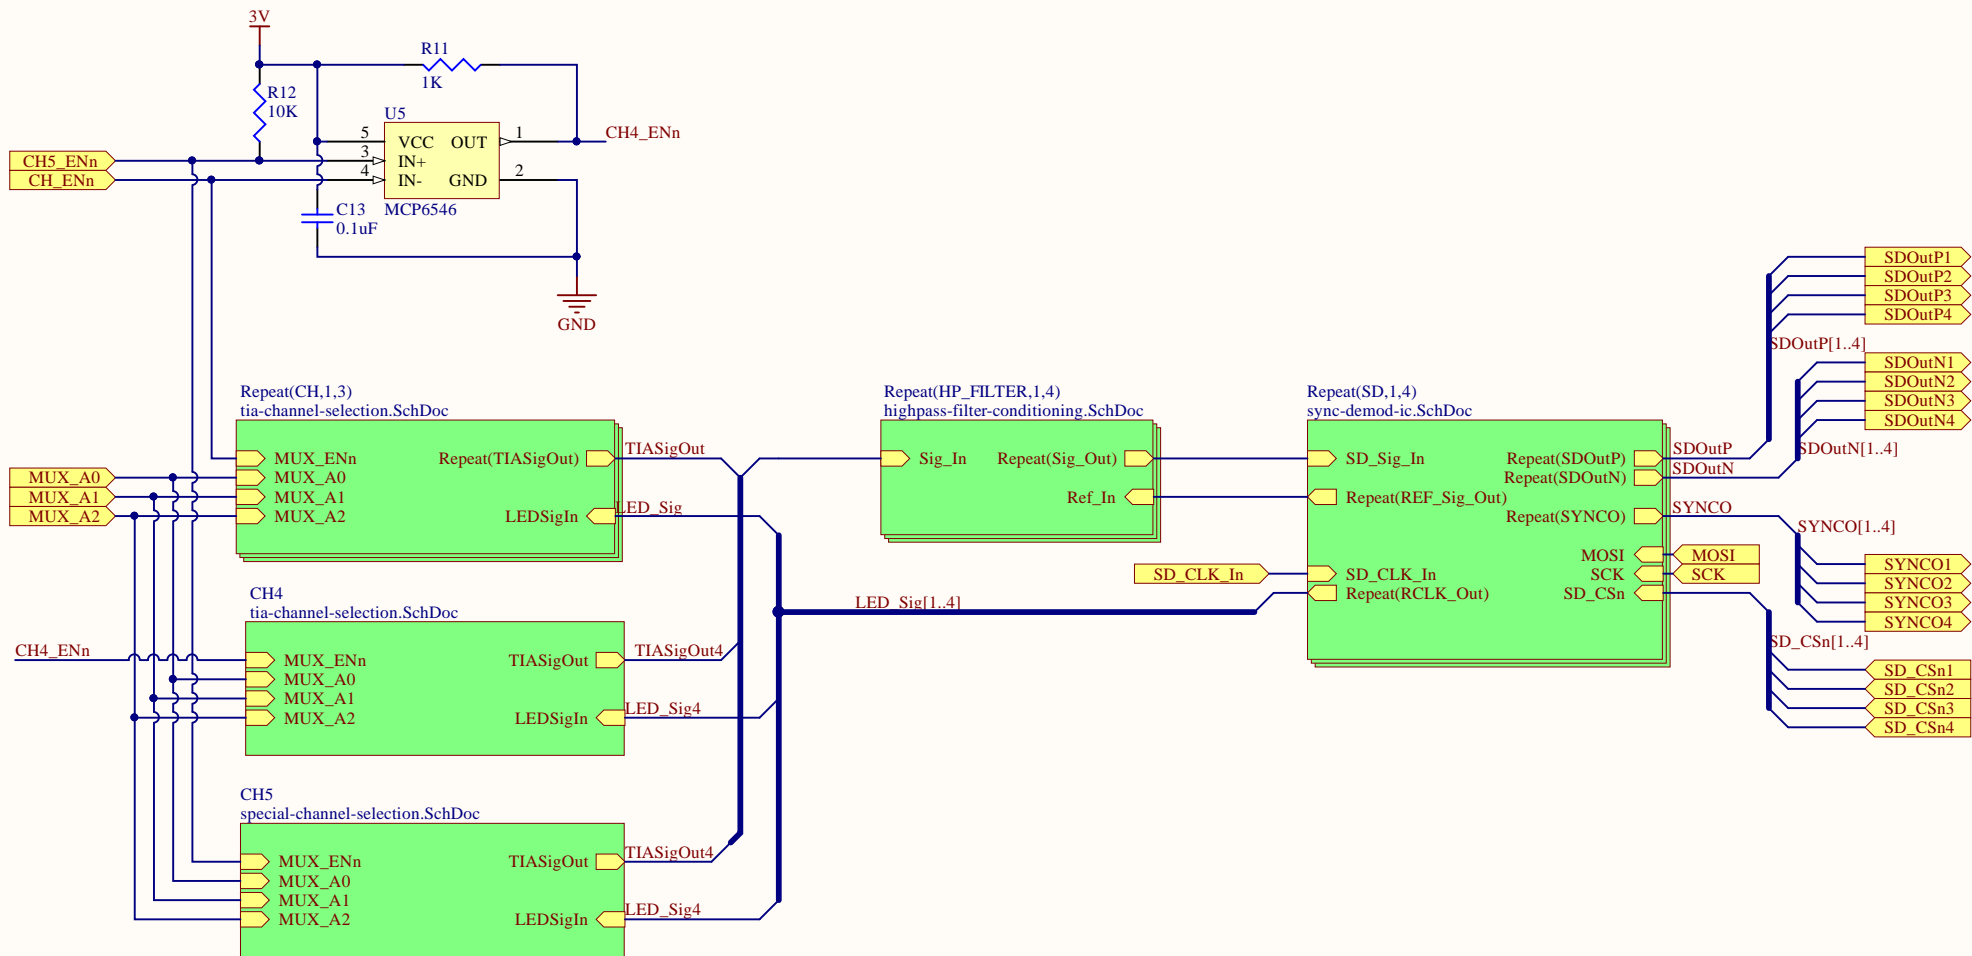 3V
R11
1K
R12
10K
U5
5
VCC
OUT
1
CH4_ENn
3
IN+
4
IN-
GND
2
MCP6546
CH5_ENn
CH_ENn
C13
0.1uF
GND
Repeat(CH,1,3)
tia-channel-selection.SchDoc
MUX_ENn
MUX_A0
MUX_A1
MUX_A2
Repeat(TIASigOut)
LEDSigIn
TIASigOut
LED_Sig
MUX_A0
MUX_A1
MUX_A2
CH4
tia-channel-selection.SchDoc
CH4_ENn
MUX_ENn
MUX_A0
MUX_A1
MUX_A2
TIASigOut
LEDSigIn
TIASigOut4
LED_Sig4
CH5
special-channel-selection.SchDoc
MUX_ENn
MUX_A0
MUX_A1
MUX_A2
TIASigOut
LEDSigIn
TIASigOut4
LED_Sig4
Repeat(HP_FILTER,1,4)
highpass-filter-conditioning.SchDoc
Sig_In
Repeat(Sig_Out)
Ref_In
LED_Sig[1..4]
SD_CLK_In
Repeat(SD,1,4)
sync-demod-ic.SchDoc
SD_Sig_In
Repeat(REF_Sig_Out)
SD_CLK_In
Repeat(RCLK_Out)
Repeat(SDOutP)
Repeat(SDOutN)
Repeat(SYNCO)
MOSI
SCK
SD_CSn
SDOutP
SDOutN
SYNCO
MOSI
SCK
SDOutP1
SDOutP2
SDOutP3
SDOutP4
SDOutP[1..4]
SDOutN1
SDOutN2
SDOutN3
SDOutN4
SDOutN[1..4]
SYNCO[1..4]
SYNCO1
SYNCO2
SYNCO3
SYNCO4
SD_CSn[1..4]
SD_CSn1
SD_CSn2
SD_CSn3
SD_CSn4